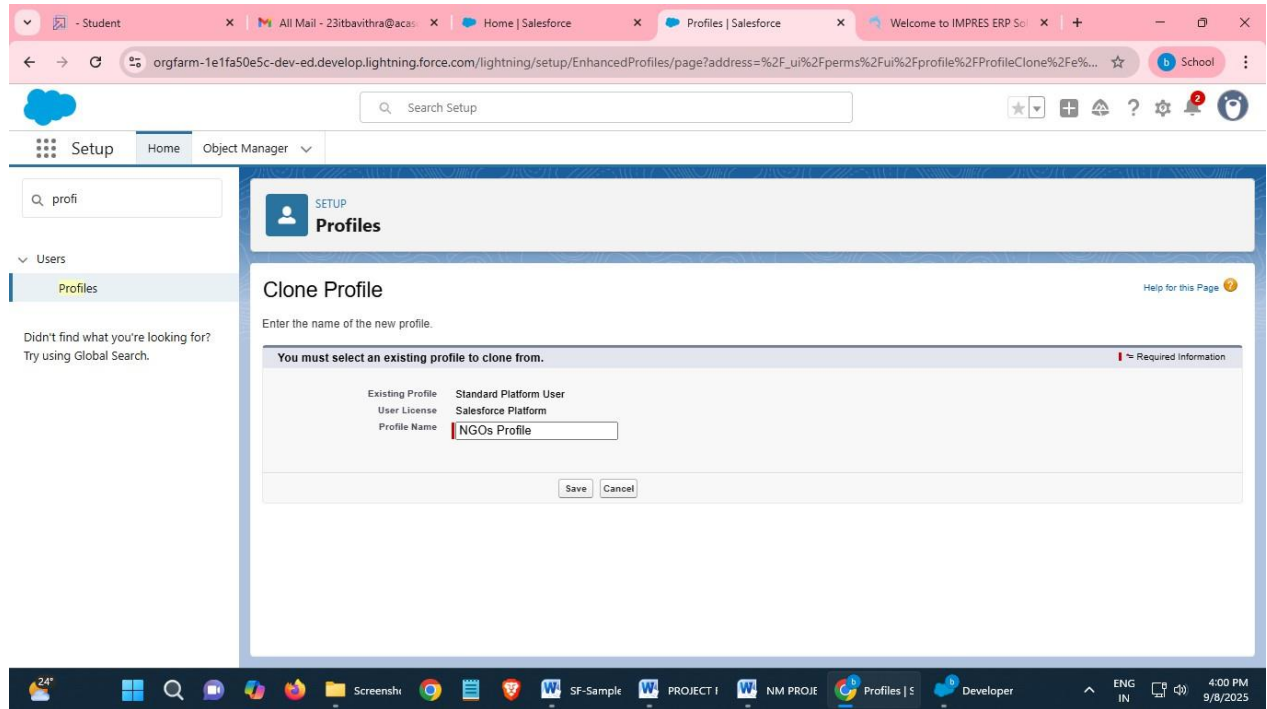 - Student
All Mail - 23itbavithra@acas
Home | Salesforce
Profiles | Salesforce
Welcome to IMPRES ERP Sol
orgfarm-1e1fa50e5c-dev-ed.develop.lightning.force.com/lightning/setup/EnhancedProfiles/page?address=%2F_ui%2Fperms%2Fui%2Fprofile%2FProfileClone%2Fe%...
b School
Search Setup
2
Setup
Home
Object Manager
profi
Users
Profiles
Didn't find what you're looking for?
Try using Global Search.
SETUP
Profiles
Clone Profile
Help for this Page
Enter the name of the new profile.
You must select an existing profile to clone from.
= Required Information
Existing Profile Standard Platform User
User License Salesforce Platform
Profile Name NGOs Profile
Save Cancel
24°
Screensh
SF-Sample
PROJECT I
NM PROJE
Profiles | S
Developer
ENG
IN
4:00 PM
9/8/2025